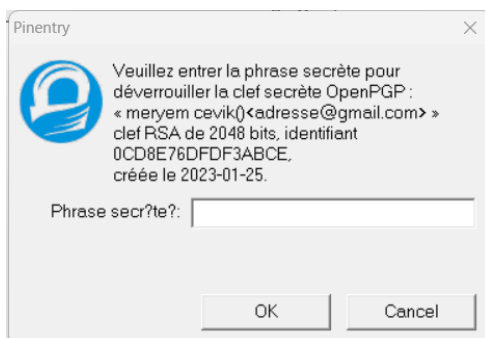 Pinentry
Veuillez entrer la phrase secrète pour
déverrouiller la clef secrète OpenPGP :
« meryem cevik()<adresse@gmail.com> »
clef RSA de 2048 bits, identifiant
0CD8E76DFDF3ABCE,
créée le 2023-01-25.
Phrase secr?te?:
OK Cancel